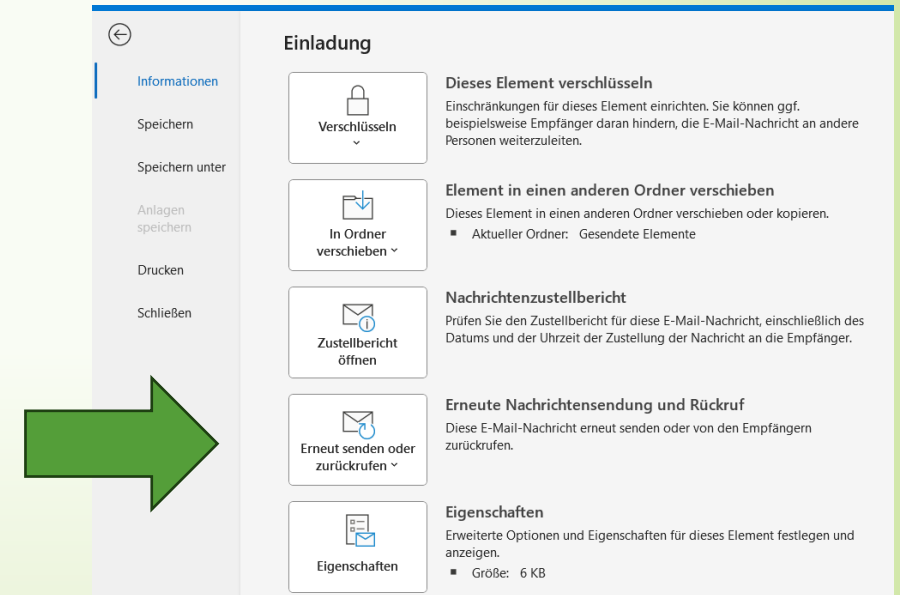 Einladung
Informationen
Speichern
Speichern unter
Anlagen
speichern
Drucken
Schließen
Verschlüsseln
Dieses Element verschlüsseln
Einschränkungen für dieses Element einrichten. Sie können ggf.
beispielsweise Empfänger daran hindern, die E-Mail-Nachricht an andere
Personen weiterzuleiten.
In Ordner
verschieben
Element in einen anderen Ordner verschieben
Dieses Element in einen anderen Ordner verschieben oder kopieren.
▪ Aktueller Ordner: Gesendete Elemente
Zustellbericht
öffnen
Nachrichtenzustellbericht
Prüfen Sie den Zustellbericht für diese E-Mail-Nachricht, einschließlich des
Datums und der Uhrzeit der Zustellung der Nachricht an die Empfänger.
Erneut senden oder
zurückrufen
Erneute Nachrichtensendung und Rückruf
Diese E-Mail-Nachricht erneut senden oder von den Empfängern
zurückrufen.
Eigenschaften
Eigenschaften
Erweiterte Optionen und Eigenschaften für dieses Element festlegen und
anzeigen.
▪ Größe: 6 KB